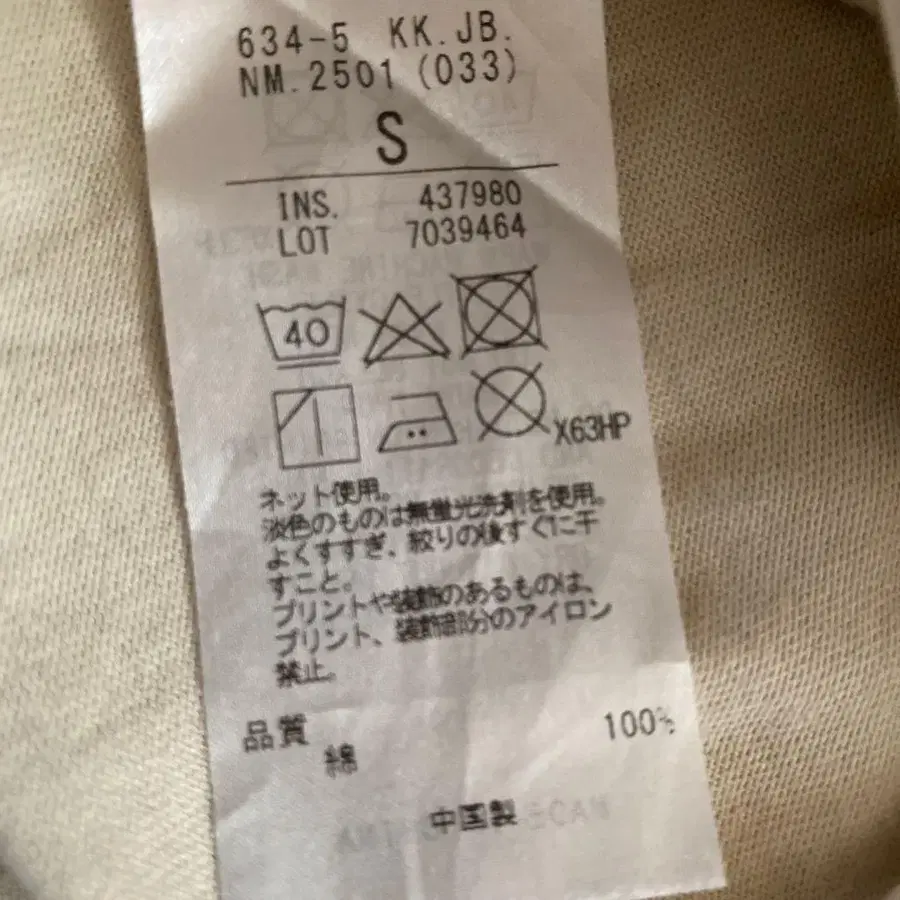 634-5 KK.JB.
NM.2501 (033)
S
INS. 437980
LOT 7039464
40
X63HP
ネット使用。
淡色のものは無蛍光洗剤を使用。
よくすすぎ、絞りの後すぐに干
すこと。
プリントや装飾のあるものは、
プリント、装飾部分のアイロン
禁止。
品質
綿 100%
中国製